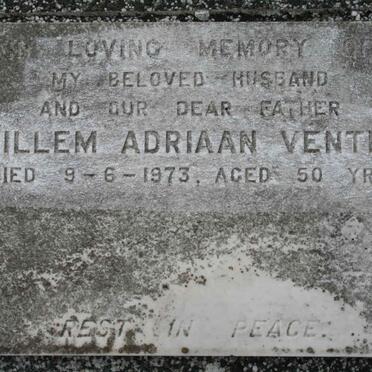 LOVING MEMORY
MY BELOVED HUSBAND
AND OUR DEAR FATHER
ILLEM ADRIAAN VENT
IED 9-6-1973. AGED 50 YR
REST IN PEACE.